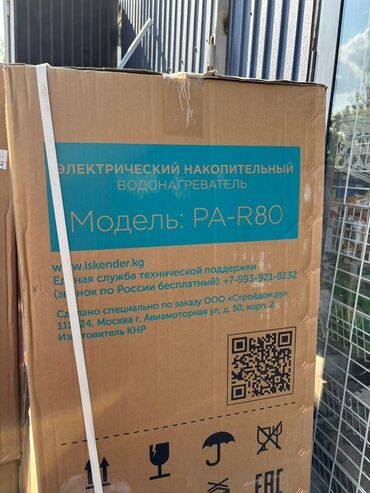 ЭЛЕКТРИЧЕСКИЙ НАКОПИТЕЛЬНЫЙ
ВОДОНАГРЕВАТЕЛЬ
Модель: PA-R80
www.iskender.kg
Единая служба технической поддержки
(звонок по России бесплатный): +7-993-921-8232
Сделано специально по заказу ООО «Стройдом.ру»
111024, Москва г, Авиамоторная ул, д. 50, корп. 2
Изготовитель КНР
EAC